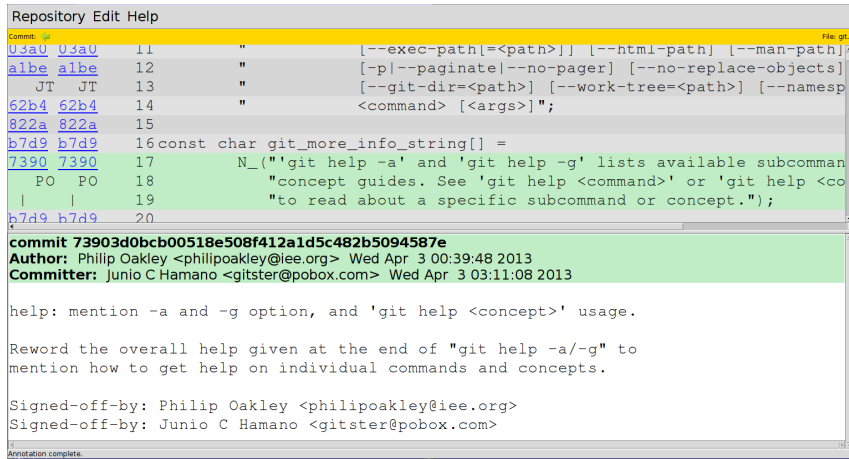 Repository Edit Help
Commit:
File: git.
03a0 03a0 11 " [--exec-path[=<path>]] [--html-path] [--man-path]
a1be a1be 12 " [-p|--paginate|--no-pager] [--no-replace-objects]
JT JT 13 " [--git-dir=<path>] [--work-tree=<path>] [--namesp
62b4 62b4 14 " <command> [<args>]";
822a 822a 15
b7d9 b7d9 16 const char git_more_info_string[] =
7390 7390 17 N_("'git help -a' and 'git help -g' lists available subcomman
PO PO 18 "concept guides. See 'git help <command>' or 'git help <co
| | 19 "to read about a specific subcommand or concept.");
b7d9 b7d9 20
commit 73903d0bcb00518e508f412a1d5c482b5094587e
Author: Philip Oakley <philipoakley@iee.org> Wed Apr 3 00:39:48 2013
Committer: Junio C Hamano <gitster@pobox.com> Wed Apr 3 03:11:08 2013
help: mention -a and -g option, and 'git help <concept>' usage.
Reword the overall help given at the end of "git help -a/-g" to
mention how to get help on individual commands and concepts.
Signed-off-by: Philip Oakley <philipoakley@iee.org>
Signed-off-by: Junio C Hamano <gitster@pobox.com>
Annotation complete.